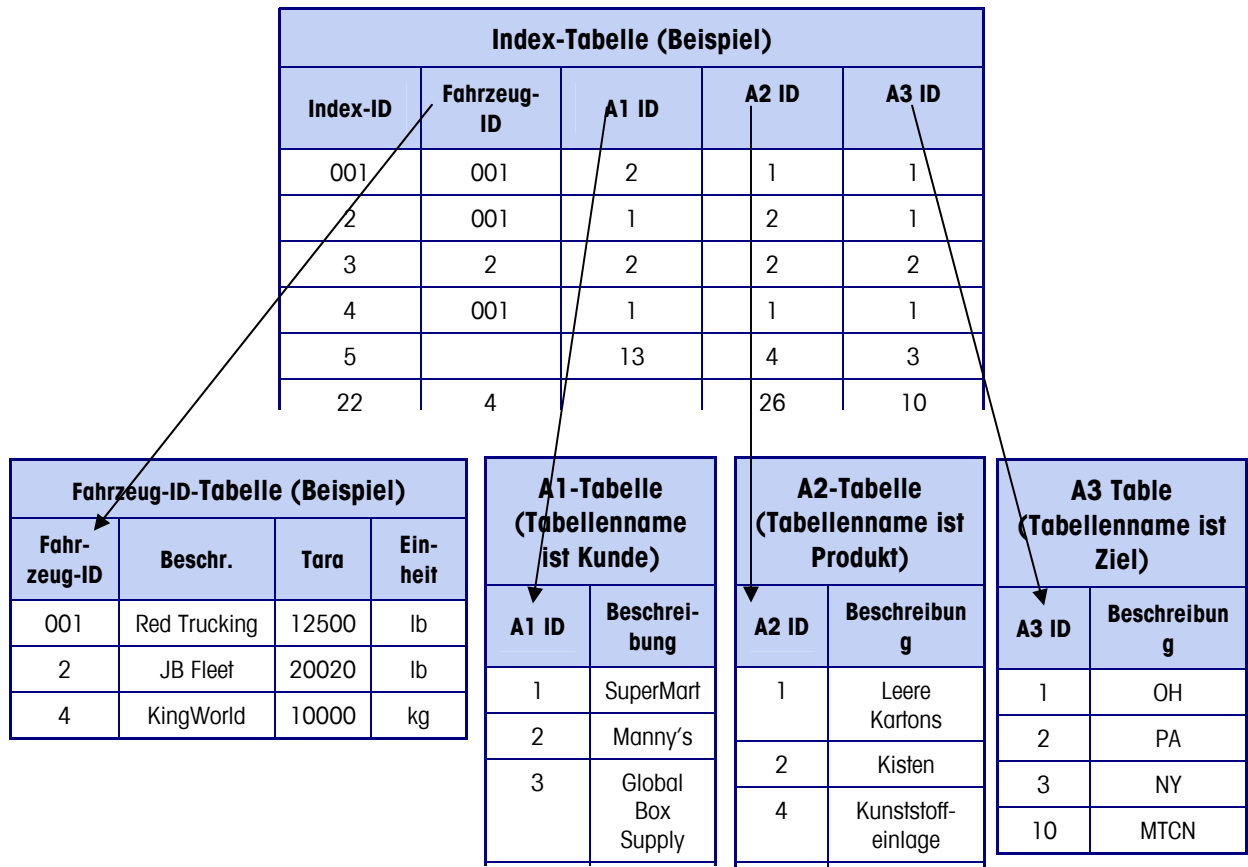 Index-Tabelle (Beispiel)
Index-ID Fahrzeug-
ID A1 ID A2 ID A3 ID
001 001 2 1 1
2 001 1 2 1
3 2 2 2 2
4 001 1 1 1
5 13 4 3
22 4 26 10
Fahrzeug-ID-Tabelle (Beispiel)
Fahr-
zeug-ID Beschr. Tara Ein-
heit
001 Red Trucking 12500 lb
2 JB Fleet 20020 lb
4 KingWorld 10000 kg
A1-Tabelle
(Tabellenname
ist Kunde)
A1 ID Beschrei-
bung
1 SuperMart
2 Manny's
3 Global
Box
Supply
A2-Tabelle
(Tabellenname ist
Produkt)
A2 ID Beschreibun
g
1 Leere
Kartons
2 Kisten
4 Kunststoff-
einlage
A3 Table
(Tabellenname ist
Ziel)
A3 ID Beschreibun
g
1 OH
2 PA
3 NY
10 MTCN